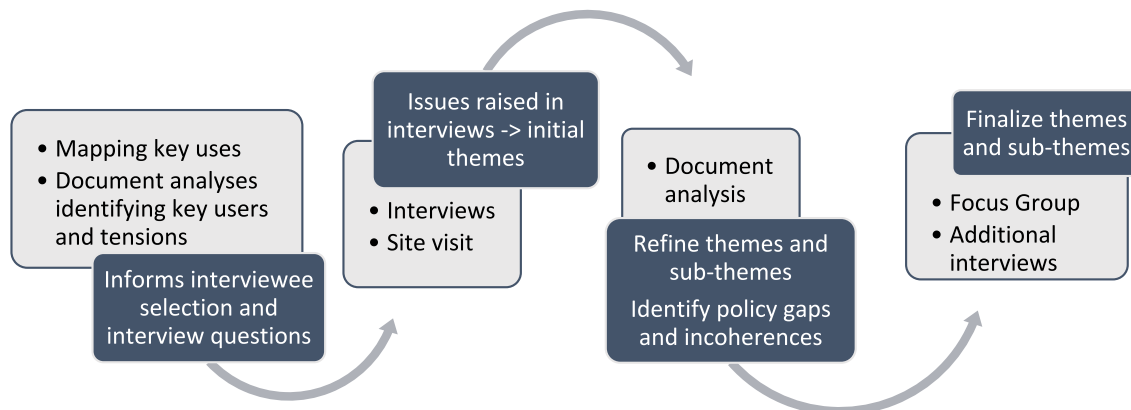 • Mapping key uses
• Document analyses
identifying key users
and tensions
Informs interviewee
selection and
interview questions
Issues raised in
interviews -> initial
themes
• Interviews
• Site visit
• Document
analysis
Refine themes and
sub-themes
Identify policy gaps
and incoherences
Finalize themes
and sub-themes
• Focus Group
• Additional
interviews